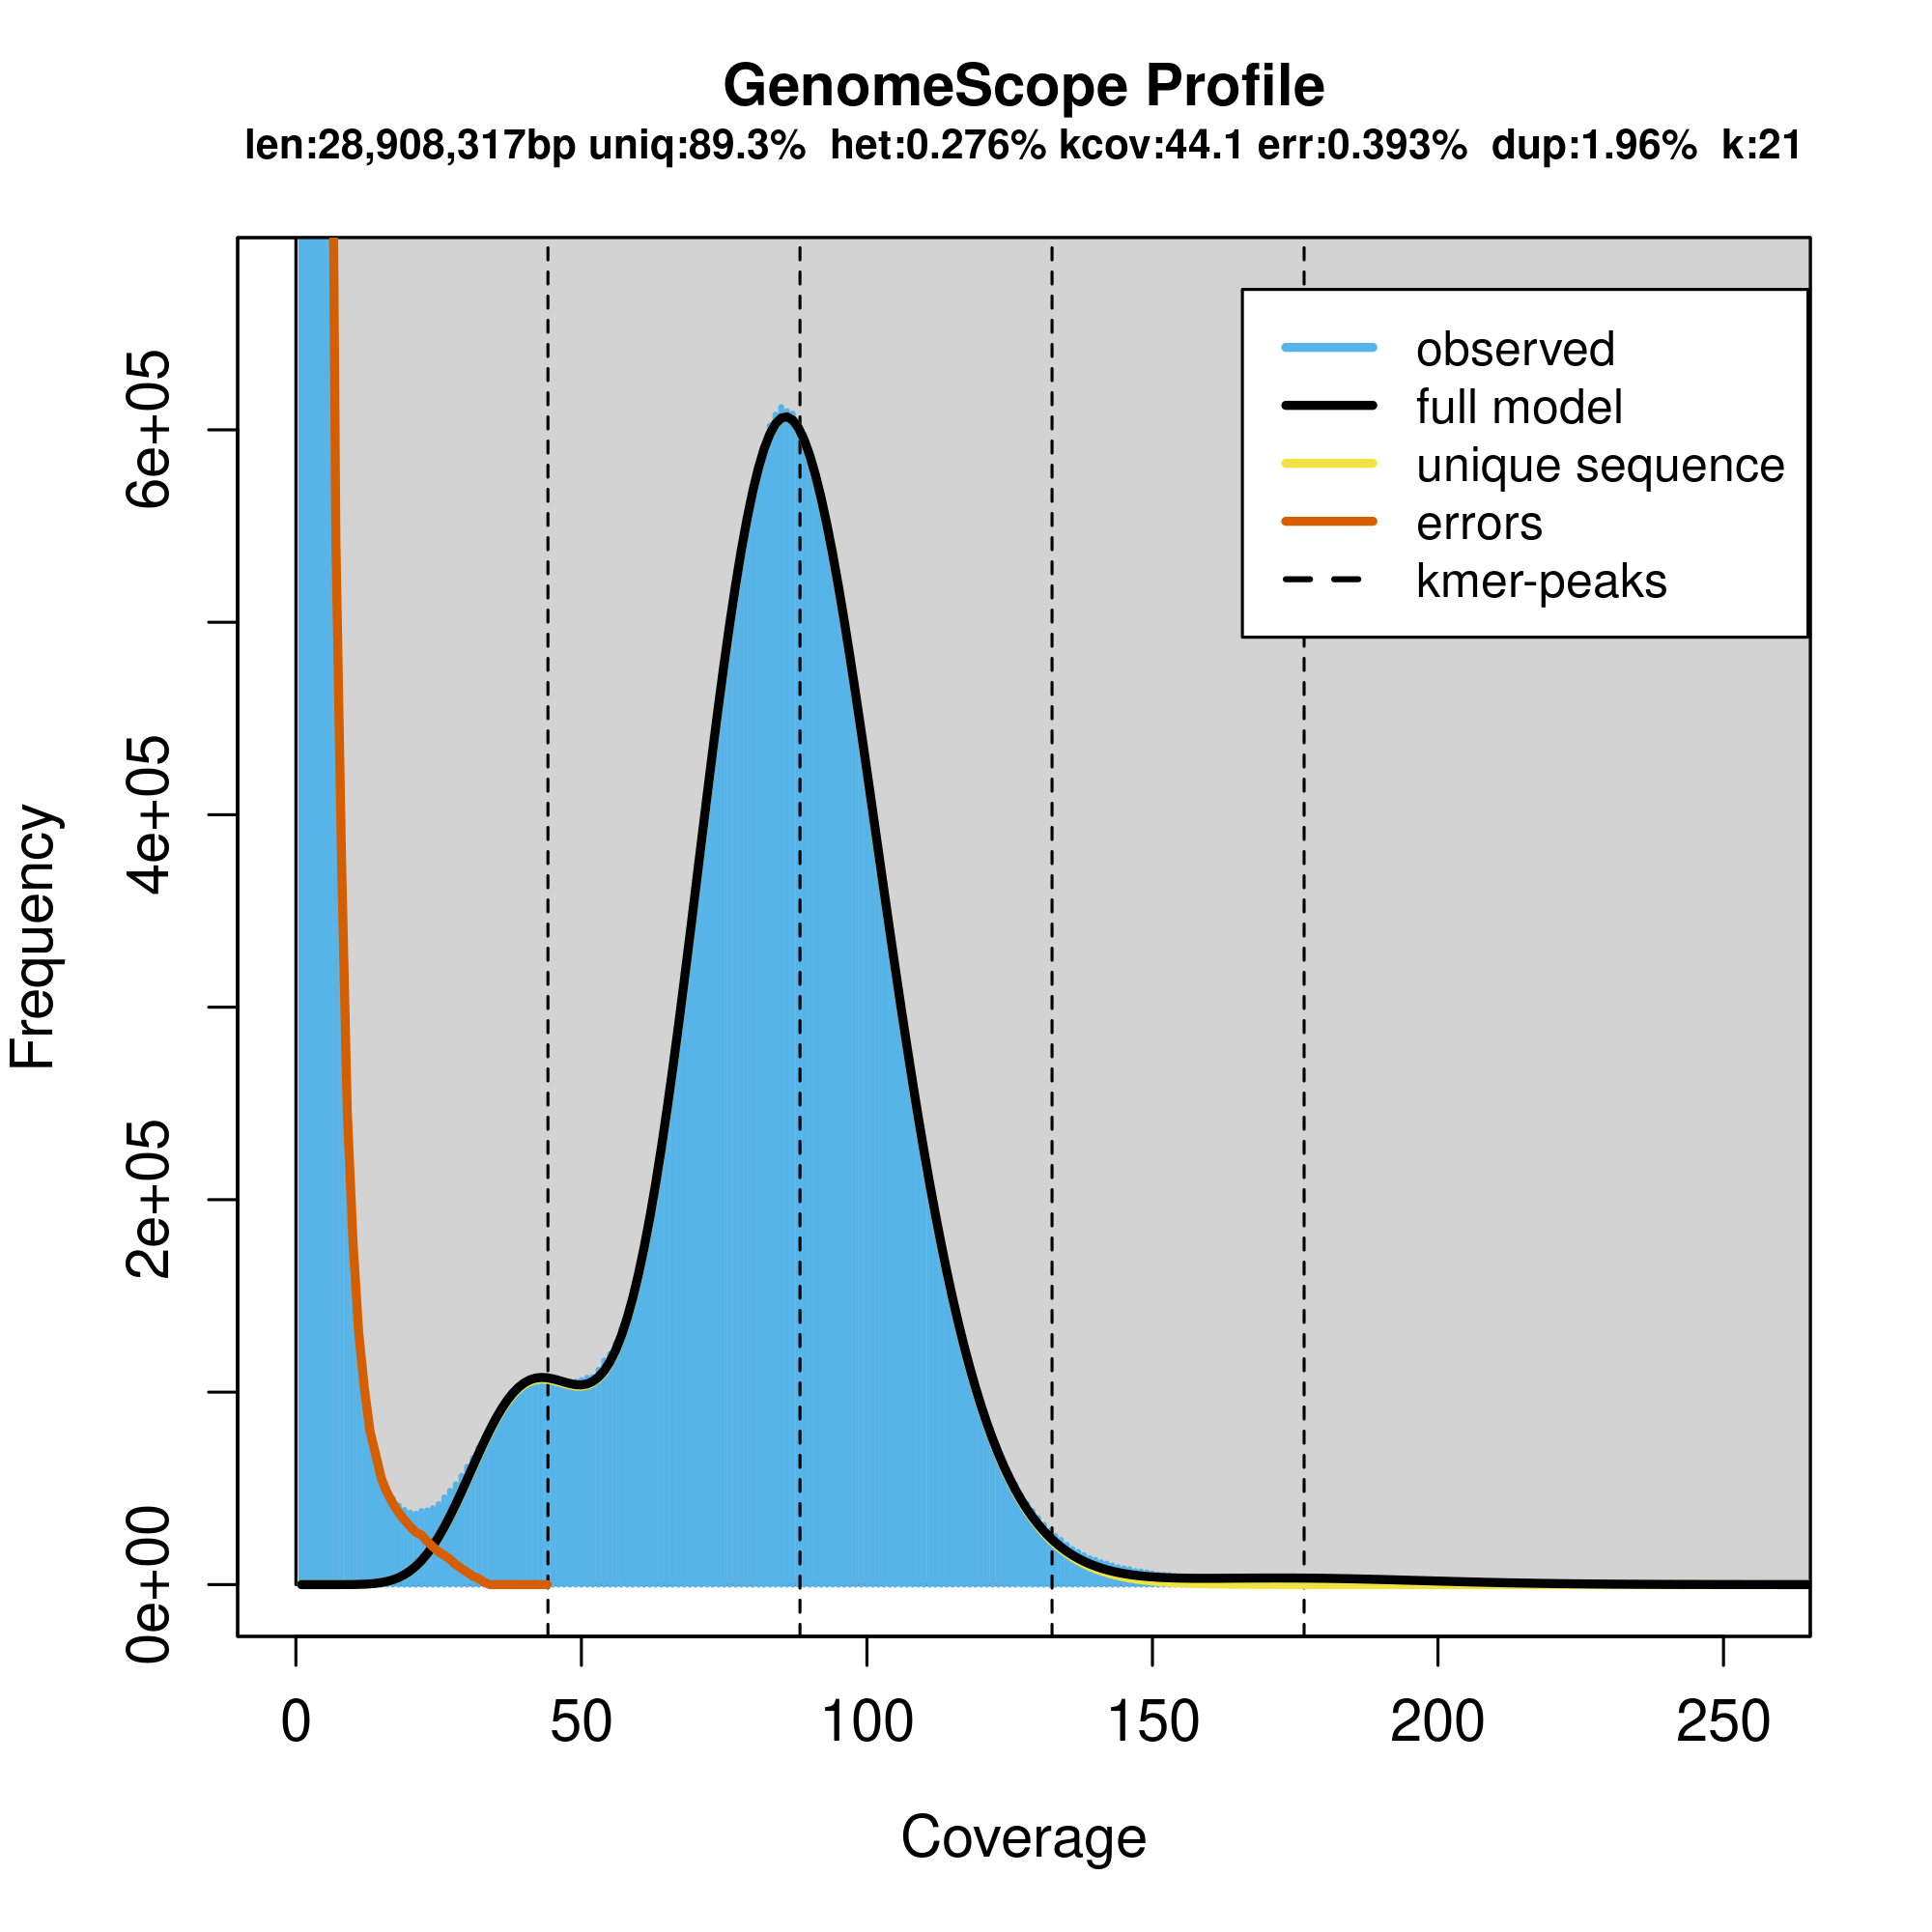 GenomeScope Profile
len:28,908,317bp uniq:89.3% het:0.276% kcov:44.1 err:0.393% dup:1.96% k:21
observed
full model
unique sequence
errors
kmer-peaks
Frequency
6e+05
4e+05
2e+05
0e+00
0 50 100 150 200 250
Coverage